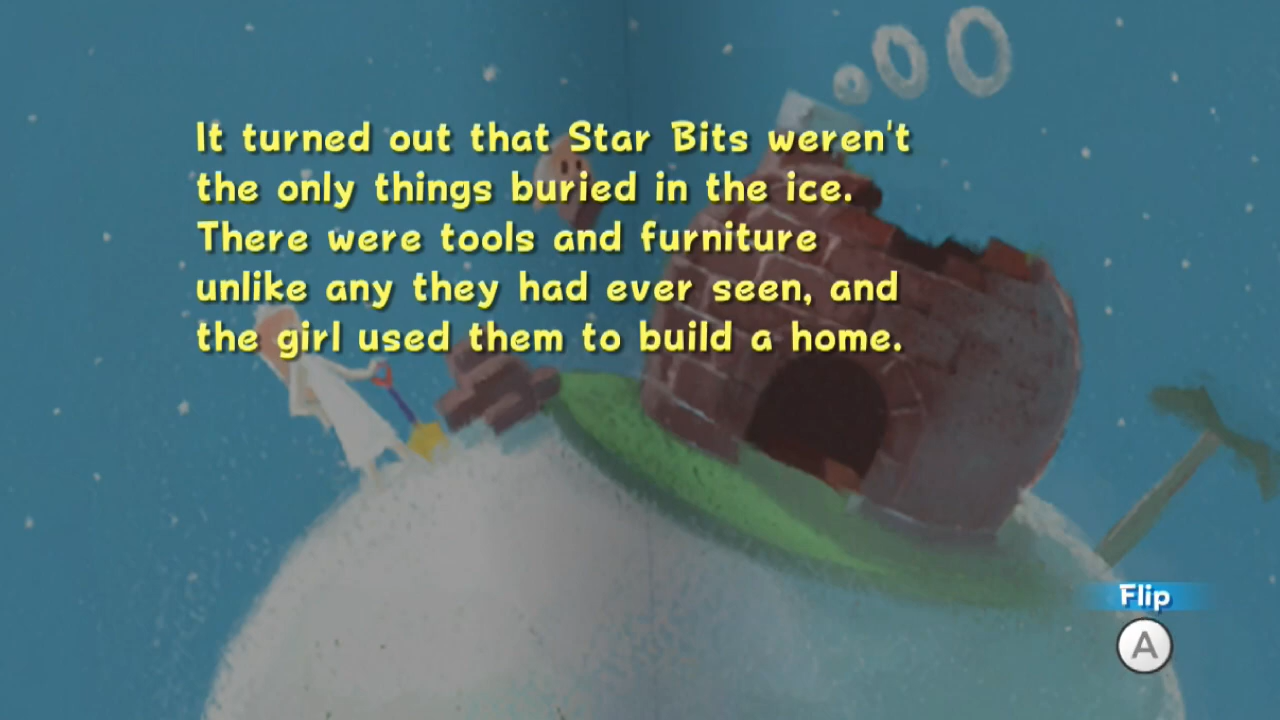 It turned out that Star Bits weren't
the only things buried in the ice.
There were tools and furniture
unlike any they had ever seen, and
the girl used them to build a home.
Flip
A